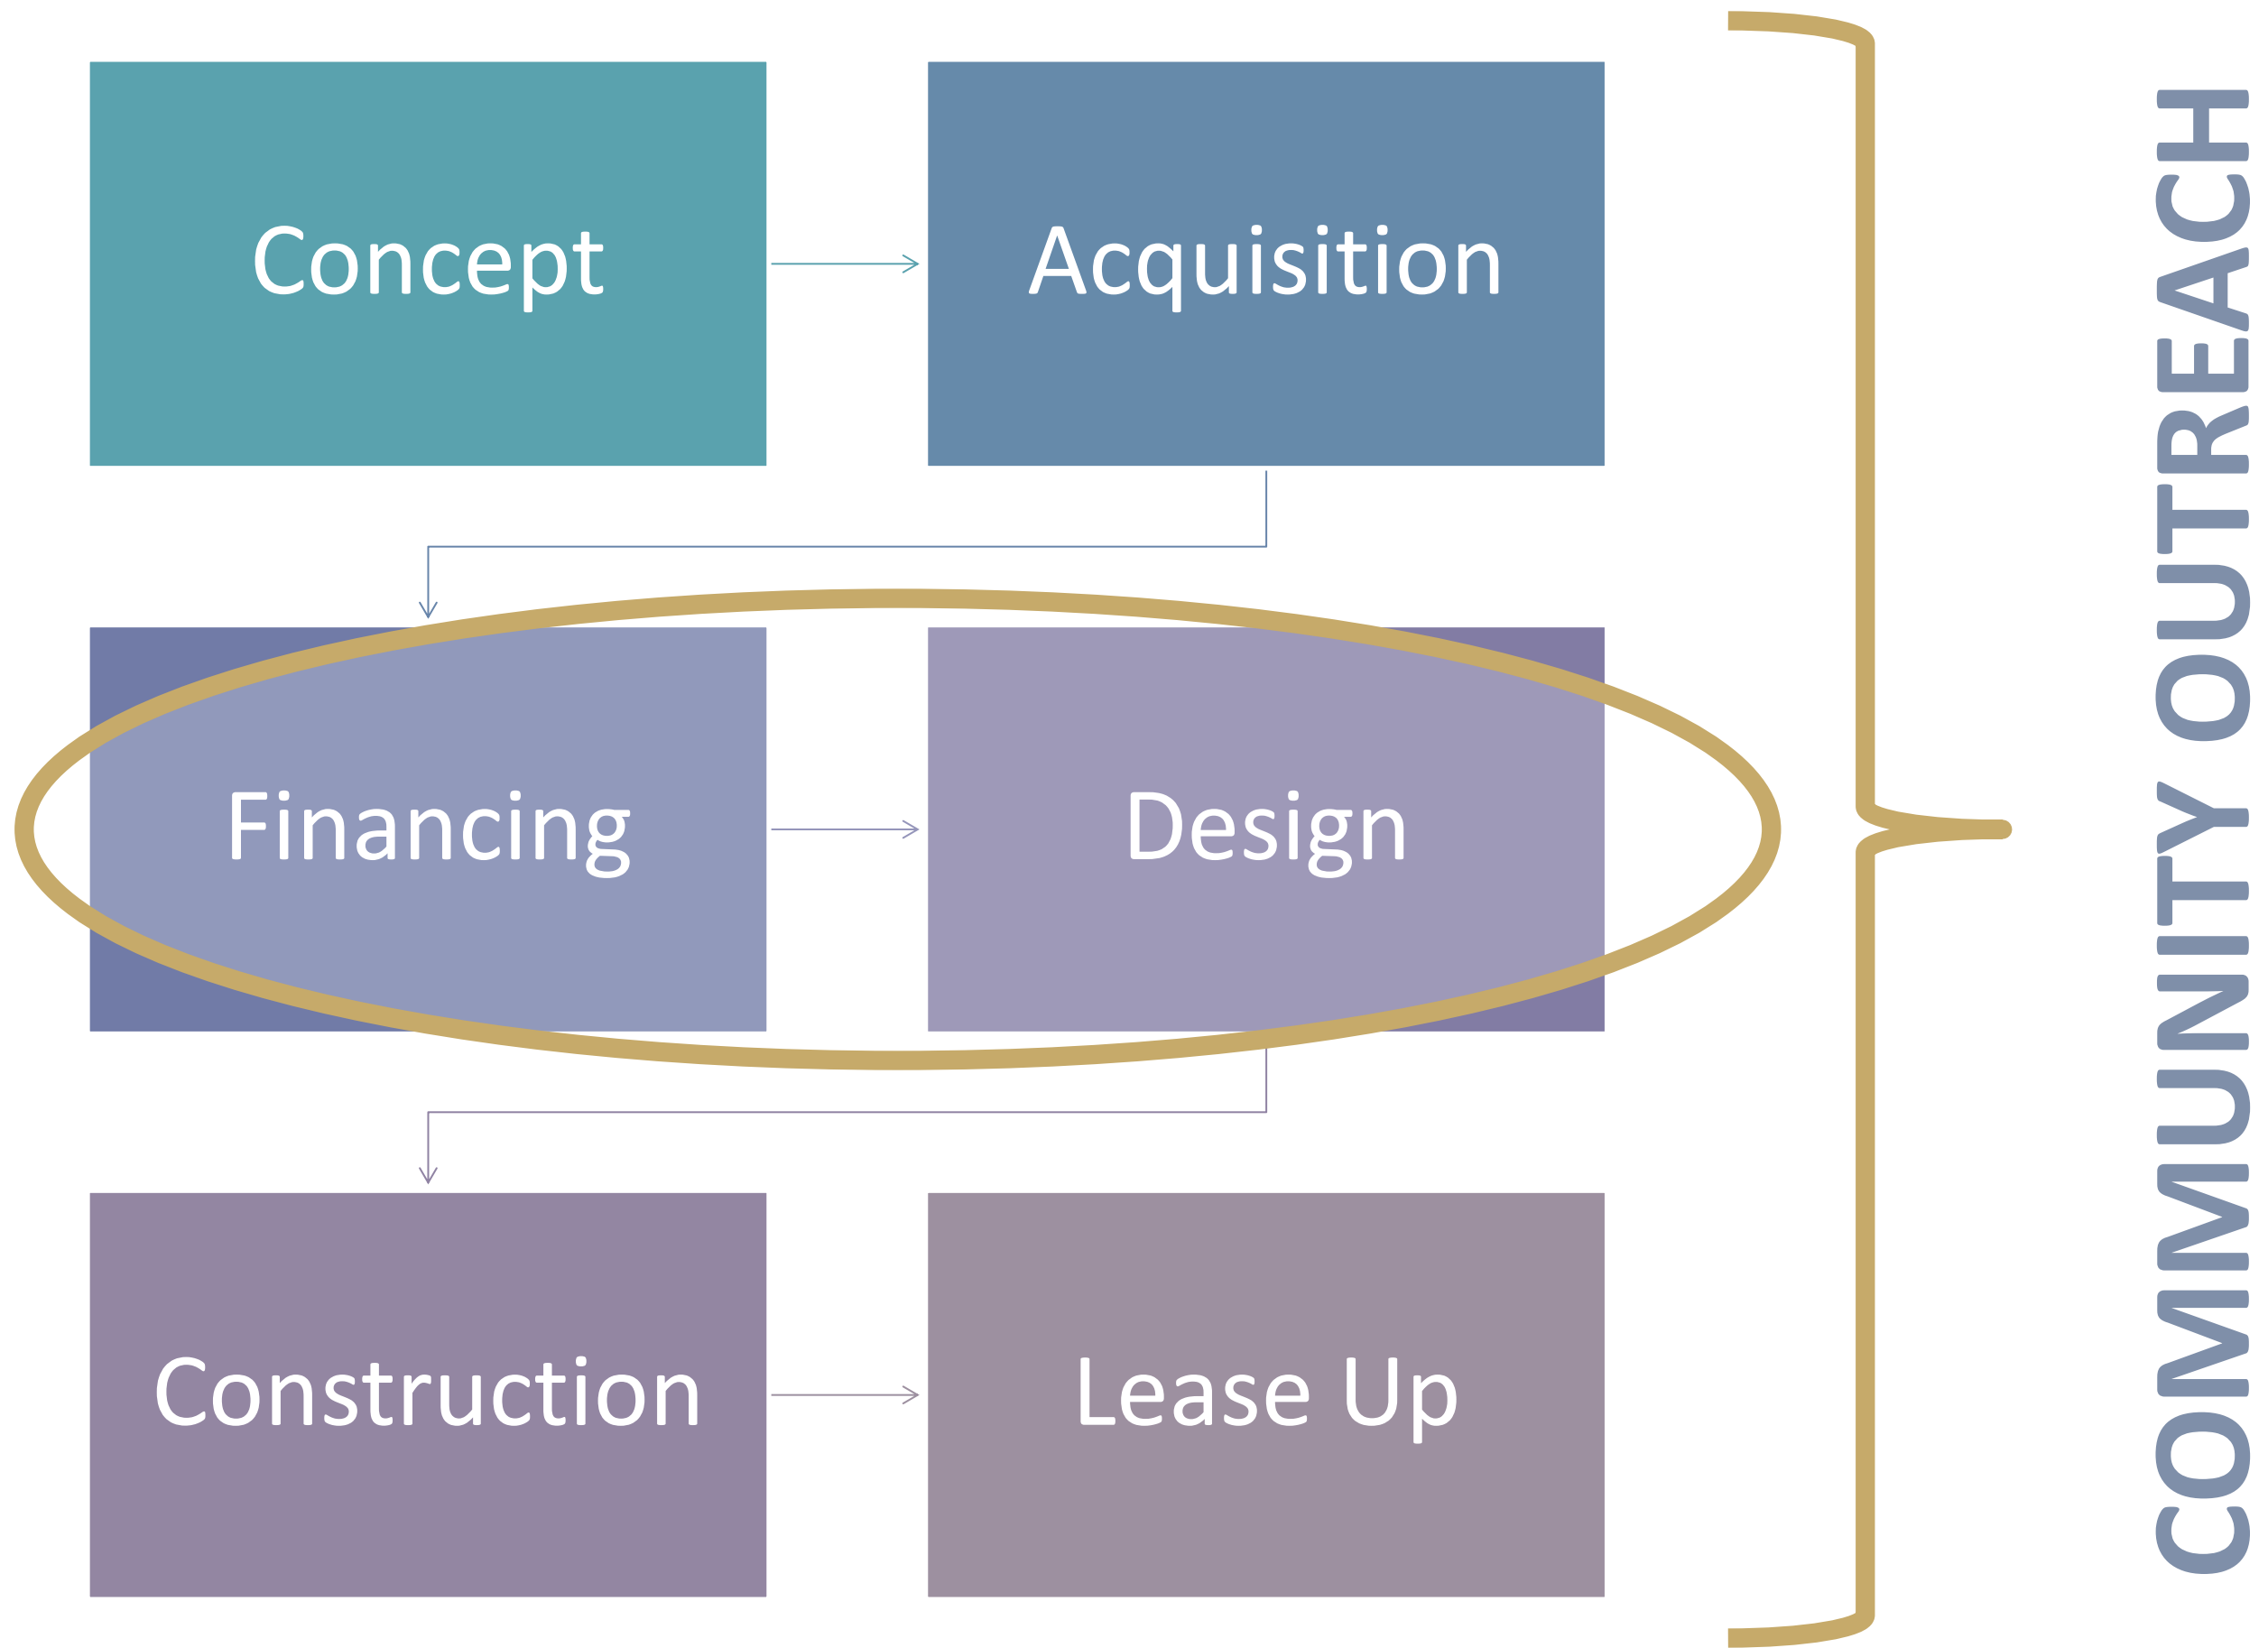 Concept
Acquisition
Financing
Design
Construction
Lease Up
COMMUNITY OUTREACH